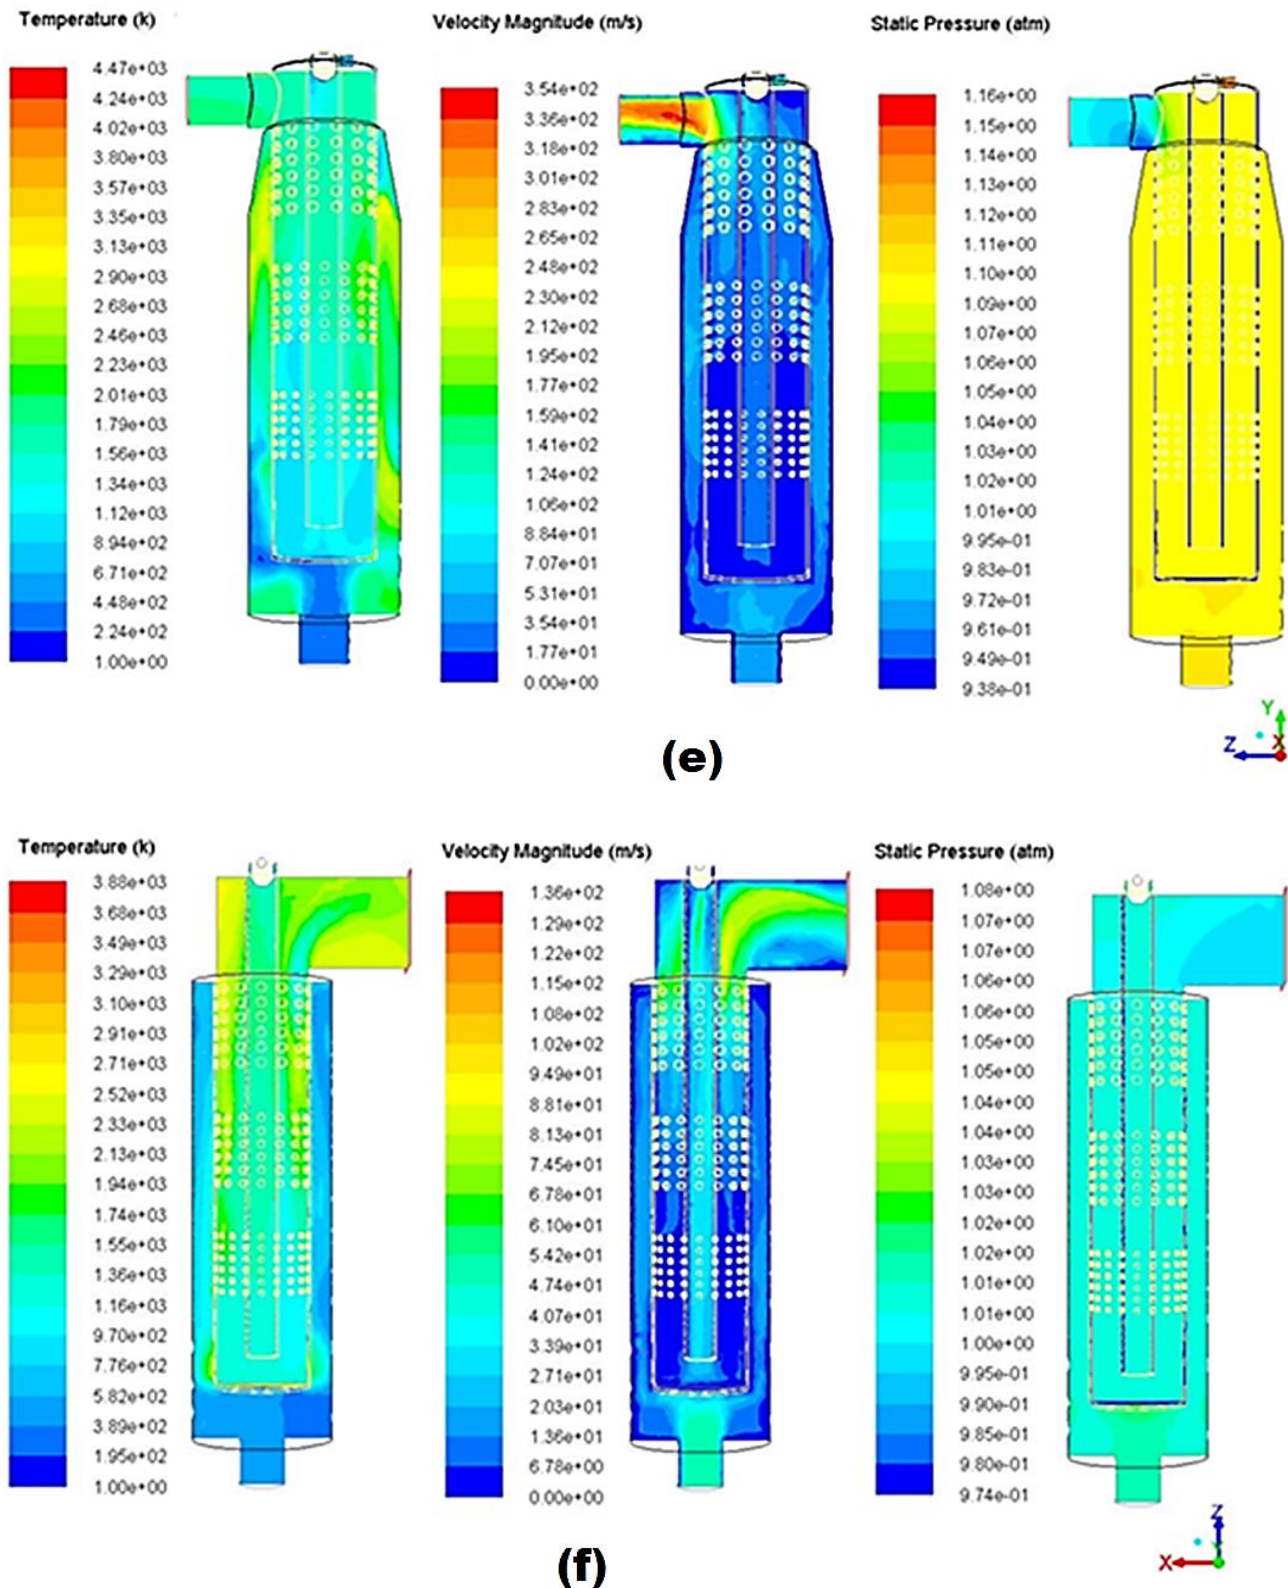 Temperature (k)
4.47e+03
4.24e+03
4.02e+03
3.80e+03
3.57e+03
3.35e+03
3.13e+03
2.90e+03
2.68e+03
2.46e+03
2.23e+03
2.01e+03
1.79e+03
1.56e+03
1.34e+03
1.12e+03
8.94e+02
6.71e+02
4.48e+02
2.24e+02
1.00e+00
Velocity Magnitude (m/s)
3.54e+02
3.36e+02
3.18e+02
3.01e+02
2.83e+02
2.65e+02
2.48e+02
2.30e+02
2.12e+02
1.95e+02
1.77e+02
1.59e+02
1.41e+02
1.24e+02
1.06e+02
8.84e+01
7.07e+01
5.31e+01
3.54e+01
1.77e+01
0.00e+00
Static Pressure (atm)
1.16e+00
1.15e+00
1.14e+00
1.13e+00
1.12e+00
1.11e+00
1.10e+00
1.09e+00
1.07e+00
1.06e+00
1.05e+00
1.04e+00
1.03e+00
1.02e+00
1.01e+00
9.95e-01
9.83e-01
9.72e-01
9.61e-01
9.49e-01
9.38e-01
Y
Z X
(e)
Temperature (k)
3.88e+03
3.68e+03
3.49e+03
3.29e+03
3.10e+03
2.91e+03
2.71e+03
2.52e+03
2.33e+03
2.13e+03
1.94e+03
1.74e+03
1.55e+03
1.36e+03
1.16e+03
9.70e+02
7.76e+02
5.82e+02
3.89e+02
1.95e+02
1.00e+00
Velocity Magnitude (m/s)
1.36e+02
1.29e+02
1.22e+02
1.15e+02
1.08e+02
1.02e+02
9.49e+01
8.81e+01
8.13e+01
7.45e+01
6.78e+01
6.10e+01
5.42e+01
4.74e+01
4.07e+01
3.39e+01
2.71e+01
2.03e+01
1.36e+01
6.78e+00
0.00e+00
Static Pressure (atm)
1.08e+00
1.07e+00
1.07e+00
1.06e+00
1.06e+00
1.05e+00
1.05e+00
1.04e+00
1.04e+00
1.03e+00
1.03e+00
1.02e+00
1.02e+00
1.01e+00
1.01e+00
1.00e+00
9.95e-01
9.90e-01
9.85e-01
9.80e-01
9.74e-01
Z
X Y
(f)